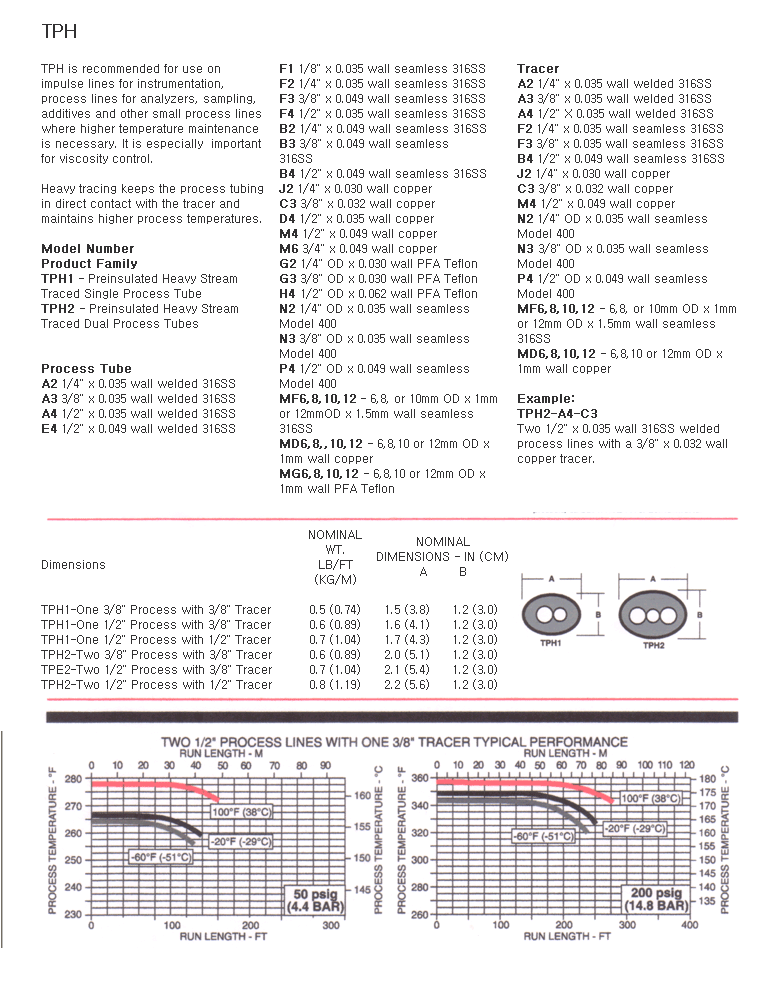 TPH
TPH is recommended for use on
impulse lines for instrumentation,
process lines for analyzers, sampling,
additives and other small process lines
where higher temperature maintenance
is necessary. It is especially important
for viscosity control.
Heavy tracing keeps the process tubing
in direct contact with the tracer and
maintains higher process temperatures.
Model Number
Product Family
TPH1 - Preinsulated Heavy Stream
Traced Single Process Tube
TPH2 - Preinsulated Heavy Stream
Traced Dual Process Tubes
Process Tube
A2 1/4" x 0.035 wall welded 316SS
A3 3/8" x 0.035 wall welded 316SS
A4 1/2" x 0.035 wall welded 316SS
E4 1/2" x 0.049 wall welded 316SS
F1 1/8" x 0.035 wall seamless 316SS
F2 1/4" x 0.035 wall seamless 316SS
F3 3/8" x 0.049 wall seamless 316SS
F4 1/2" x 0.035 wall seamless 316SS
B2 1/4" x 0.049 wall seamless 316SS
B3 3/8" x 0.049 wall seamless
316SS
B4 1/2" x 0.049 wall seamless 316SS
J2 1/4" x 0.030 wall copper
C3 3/8" x 0.032 wall copper
D4 1/2" x 0.035 wall copper
M4 1/2" x 0.049 wall copper
M6 3/4" x 0.049 wall copper
G2 1/4" OD x 0.030 wall PFA Teflon
G3 3/8" OD x 0.030 wall PFA Teflon
H4 1/2" OD x 0.062 wall PFA Teflon
N2 1/4" OD x 0.035 wall seamless
Model 400
N3 3/8" OD x 0.035 wall seamless
Model 400
P4 1/2" OD x 0.049 wall seamless
Model 400
MF6,8,10,12 - 6,8, or 10mm OD x 1mm
or 12mmOD x 1.5mm wall seamless
316SS
MD6,8,,10,12 - 6,8,10 or 12mm OD x
1mm wall copper
MG6,8,10,12 - 6,8,10 or 12mm OD x
1mm wall PFA Teflon
Tracer
A2 1/4" x 0.035 wall welded 316SS
A3 3/8" x 0.035 wall welded 316SS
A4 1/2" X 0.035 wall welded 316SS
F2 1/4" x 0.035 wall seamless 316SS
F3 3/8" x 0.035 wall seamless 316SS
B4 1/2" x 0.049 wall seamless 316SS
J2 1/4" x 0.030 wall copper
C3 3/8" x 0.032 wall copper
M4 1/2" x 0.049 wall copper
N2 1/4" OD x 0.035 wall seamless
Model 400
N3 3/8" OD x 0.035 wall seamless
Model 400
P4 1/2" OD x 0.049 wall seamless
Model 400
MF6,8,10,12 - 6,8, or 10mm OD x 1mm
or 12mm OD x 1.5mm wall seamless
316SS
MD6,8,10,12 - 6,8,10 or 12mm OD x
1mm wall copper
Example:
TPH2-A4-C3
Two 1/2" x 0.035 wall 316SS welded
process lines with a 3/8" x 0.032 wall
copper tracer.
Dimensions
NOMINAL
WT.
LB/FT
(KG/M)
NOMINAL
DIMENSIONS - IN (CM)
A B
TPH1-One 3/8" Process with 3/8" Tracer 0.5 (0.74) 1.5 (3.8) 1.2 (3.0)
TPH1-One 1/2" Process with 3/8" Tracer 0.6 (0.89) 1.6 (4.1) 1.2 (3.0)
TPH1-One 1/2" Process with 1/2" Tracer 0.7 (1.04) 1.7 (4.3) 1.2 (3.0)
TPH2-Two 3/8" Process with 3/8" Tracer 0.6 (0.89) 2.0 (5.1) 1.2 (3.0)
TPE2-Two 1/2" Process with 3/8" Tracer 0.7 (1.04) 2.1 (5.4) 1.2 (3.0)
TPH2-Two 1/2" Process with 1/2" Tracer 0.8 (1.19) 2.2 (5.6) 1.2 (3.0)
A A
B B
TPH1 TPH2
TWO 1/2" PROCESS LINES WITH ONE 3/8" TRACER TYPICAL PERFORMANCE
RUN LENGTH - M
0 10 20 30 40 50 60 70 80 90
PROCESS TEMPERATURE - °F
280
270
260
250
240
230
100°F (38°C)
-20°F (-29°C)
-60°F (-51°C)
50 psig
(4.4 BAR)
160
155
150
145
PROCESS TEMPERATURE - °C
0 100 200 300
RUN LENGTH - FT
RUN LENGTH - M
0 10 20 30 40 50 60 70 80 90 100 110 120
PROCESS TEMPERATURE - °F
360
340
320
300
280
260
100°F (38°C)
-20°F (-29°C)
-60°F (-51°C)
200 psig
(14.8 BAR)
180
175
170
165
160
155
150
145
140
135
PROCESS TEMPERATURE - °C
0 100 200 300 400
RUN LENGTH - FT